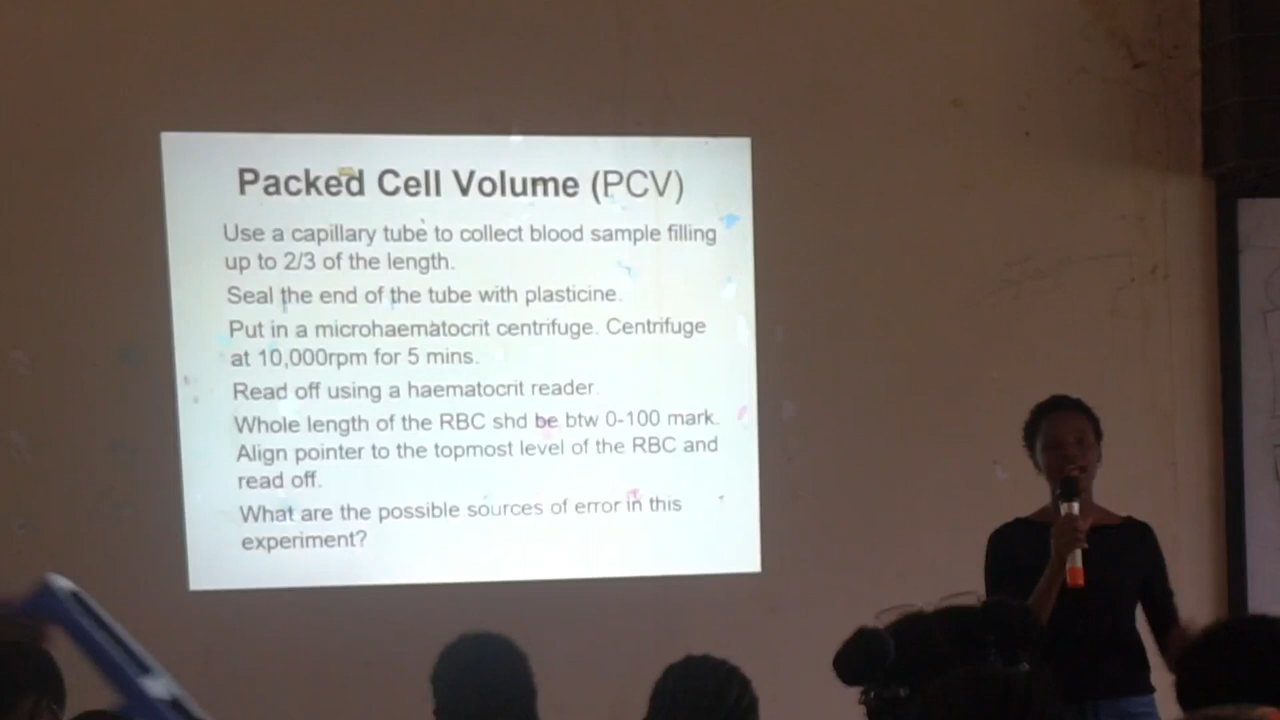 Packed Cell Volume (PCV)
Use a capillary tube to collect blood sample filling
up to 2/3 of the length.
Seal the end of the tube with plasticine.
Put in a microhaematocrit centrifuge. Centrifuge
at 10,000rpm for 5 mins.
Read off using a haematocrit reader.
Whole length of the RBC shd be btw 0-100 mark.
Align pointer to the topmost level of the RBC and
read off.
What are the possible sources of error in this
experiment?